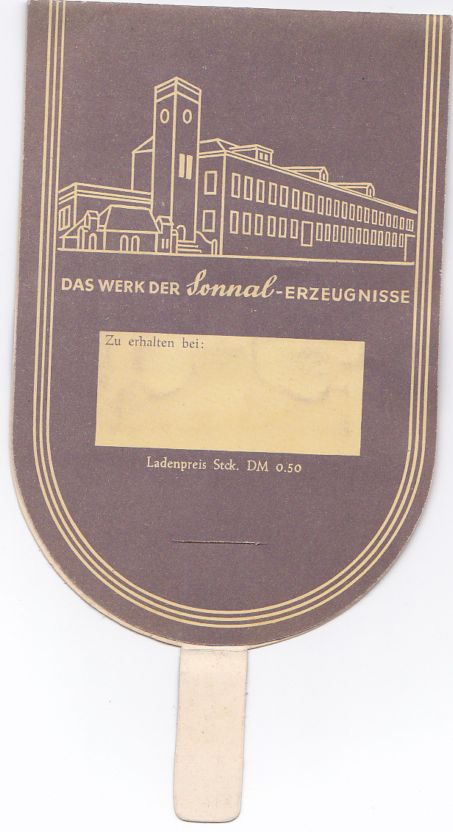 DAS WERK DER Sonnal-ERZEUGNISSE
Zu erhalten bei:
Ladenpreis Stck. DM 0.50